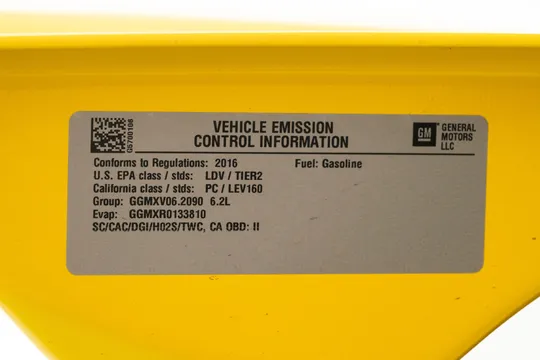 VEHICLE EMISSION
CONTROL INFORMATION
GM
GENERAL
MOTORS
LLC
Conforms to Regulations: 2016 Fuel: Gasoline
U.S. EPA class / stds: LDV / TIER2
California class / stds: PC / LEV160
Group: GGMXV06.2090 6.2L
Evap: GGMXR0133810
SC/CAC/DGI/H02S/TWC, CA OBD: II